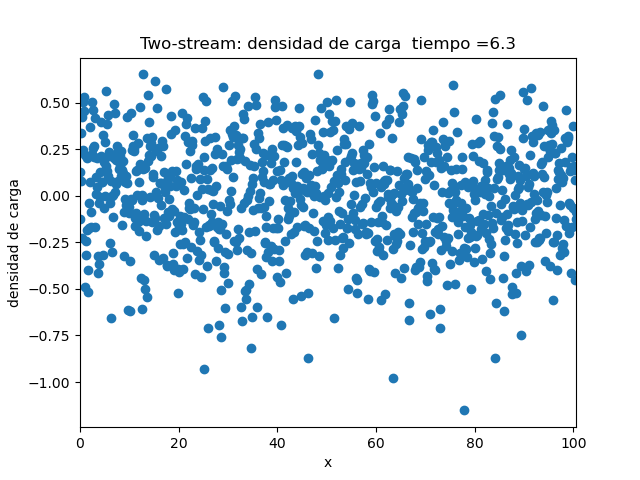 Two-stream: densidad de carga  tiempo =6.3
densidad de carga
0.50
0.25
0.00
−0.25
−0.50
−0.75
−1.00
0 20 40 60 80 100
x